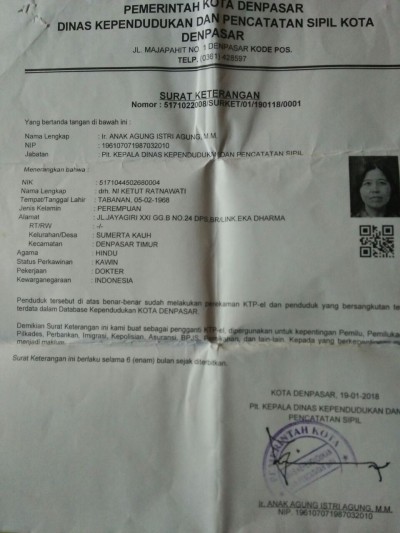 PEMERINTAH KOTA DENPASAR
DINAS KEPENDUDUKAN DAN PENCATATAN SIPIL KOTA
DENPASAR
JL. MAJAPAHIT NO. 1 DENPASAR KODE POS.
TELP. (0361) 428597
SURAT KETERANGAN
Nomor : 5171022008/SURKET/01/190118/0001
Yang bertanda tangan di bawah ini :
Nama Lengkap : Ir. ANAK AGUNG ISTRI AGUNG, M.M.
NIP : 196107071987032010
Jabatan : Plt. KEPALA DINAS KEPENDUDUKAN DAN PENCATATAN SIPIL
Menerangkan bahwa :
NIK : 5171044502680004
Nama Lengkap : drh. NI KETUT RATNAWATI
Tempat/Tanggal Lahir : TABANAN, 05-02-1968
Jenis Kelamin : PEREMPUAN
Alamat : JL.JAYAGIRI XXI GG.B NO.24 DPS,BR/LINK.EKA DHARMA
RT/RW : -/-
Kelurahan/Desa : SUMERTA KAUH
Kecamatan : DENPASAR TIMUR
Agama : HINDU
Status Perkawinan : KAWIN
Pekerjaan : DOKTER
Kewarganegaraan : INDONESIA
Penduduk tersebut di atas benar-benar sudah melakukan perekaman KTP-el dan penduduk yang bersangkutan te
terdata dalam Database Kependudukan KOTA DENPASAR.
Demikian Surat Keterangan ini kami buat sebagai pengganti KTP-el, dipergunakan untuk kepentingan Pemilu, Pemiluka
Pilkades, Perbankan, Imigrasi, Kepolisian, Asuransi, BPJS, Pernikahan, dan lain-lain. Kepada yang berkepentingan
menjadi maklum.
Surat Keterangan ini berlaku selama 6 (enam) bulan sejak diterbitkan.
KOTA DENPASAR, 19-01-2018
Plt. KEPALA DINAS KEPENDUDUKAN DAN
PENCATATAN SIPIL
PEMERINTAH KOTA
Ir. ANAK AGUNG ISTRI AGUNG, M.M.
NIP. 196107071987032010